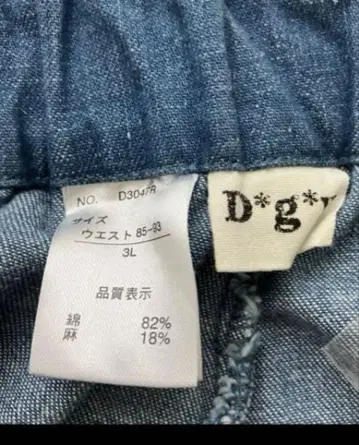 NO. D3047R
サイズ
ウエスト 85-93
3L
品質表示
綿 82%
麻 18%
D*g*